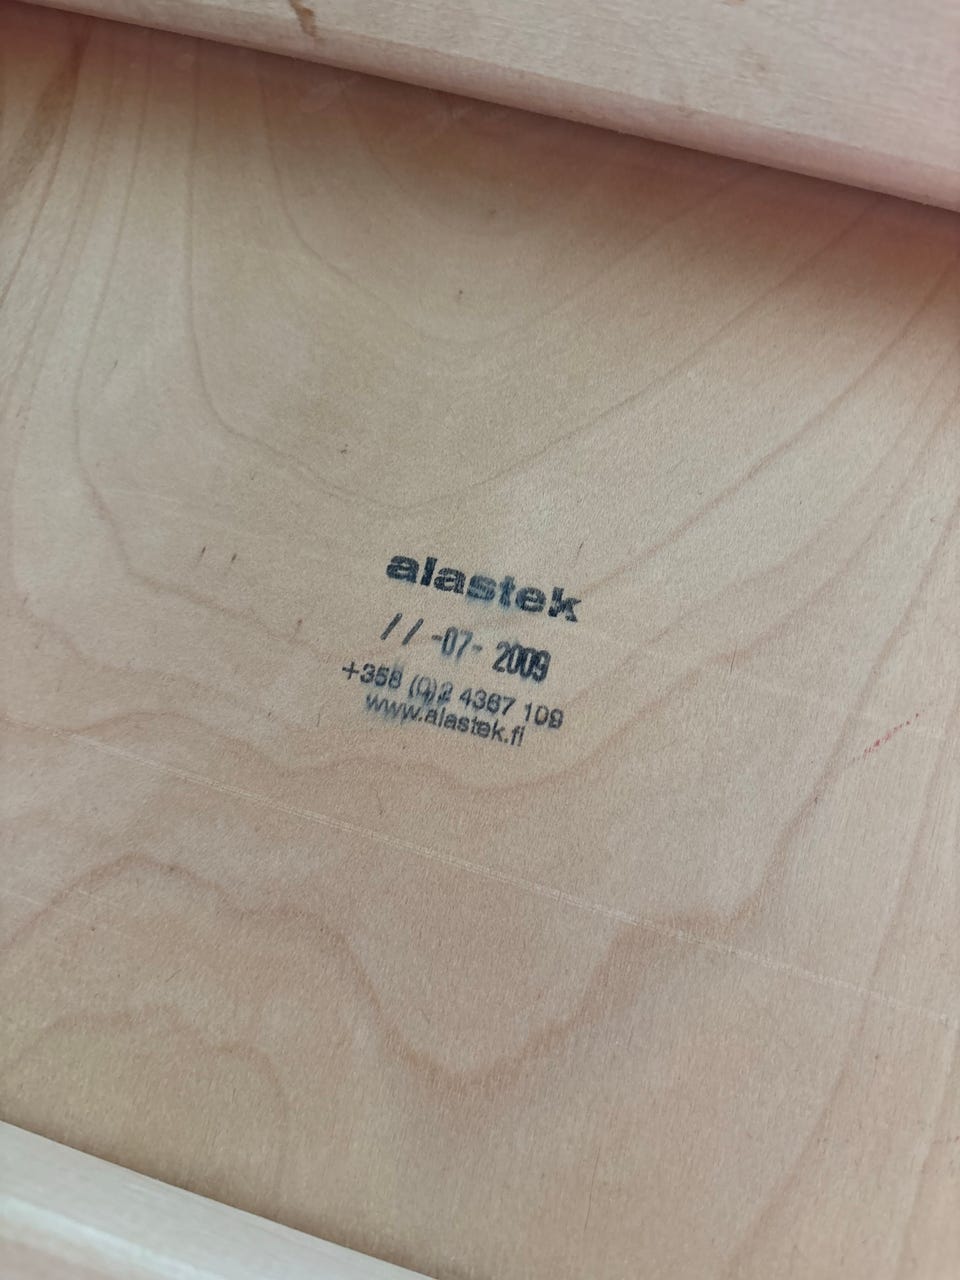 alastek
// -07- 2009
+358 (0)2 4367 109
www.alastek.fi